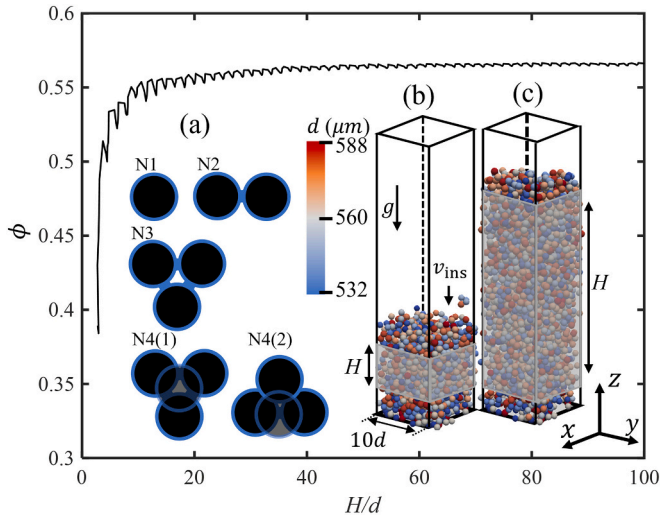 0.6
0.55
0.5
0.45
0.4
0.35
0.3
ϕ
0
20
40
60
80
100
H/d
(a)
N1
N2
N3
N4(1)
N4(2)
d (μm)
588
560
532
(b)
g
v_ins
H
10d
(c)
H
z
x
y